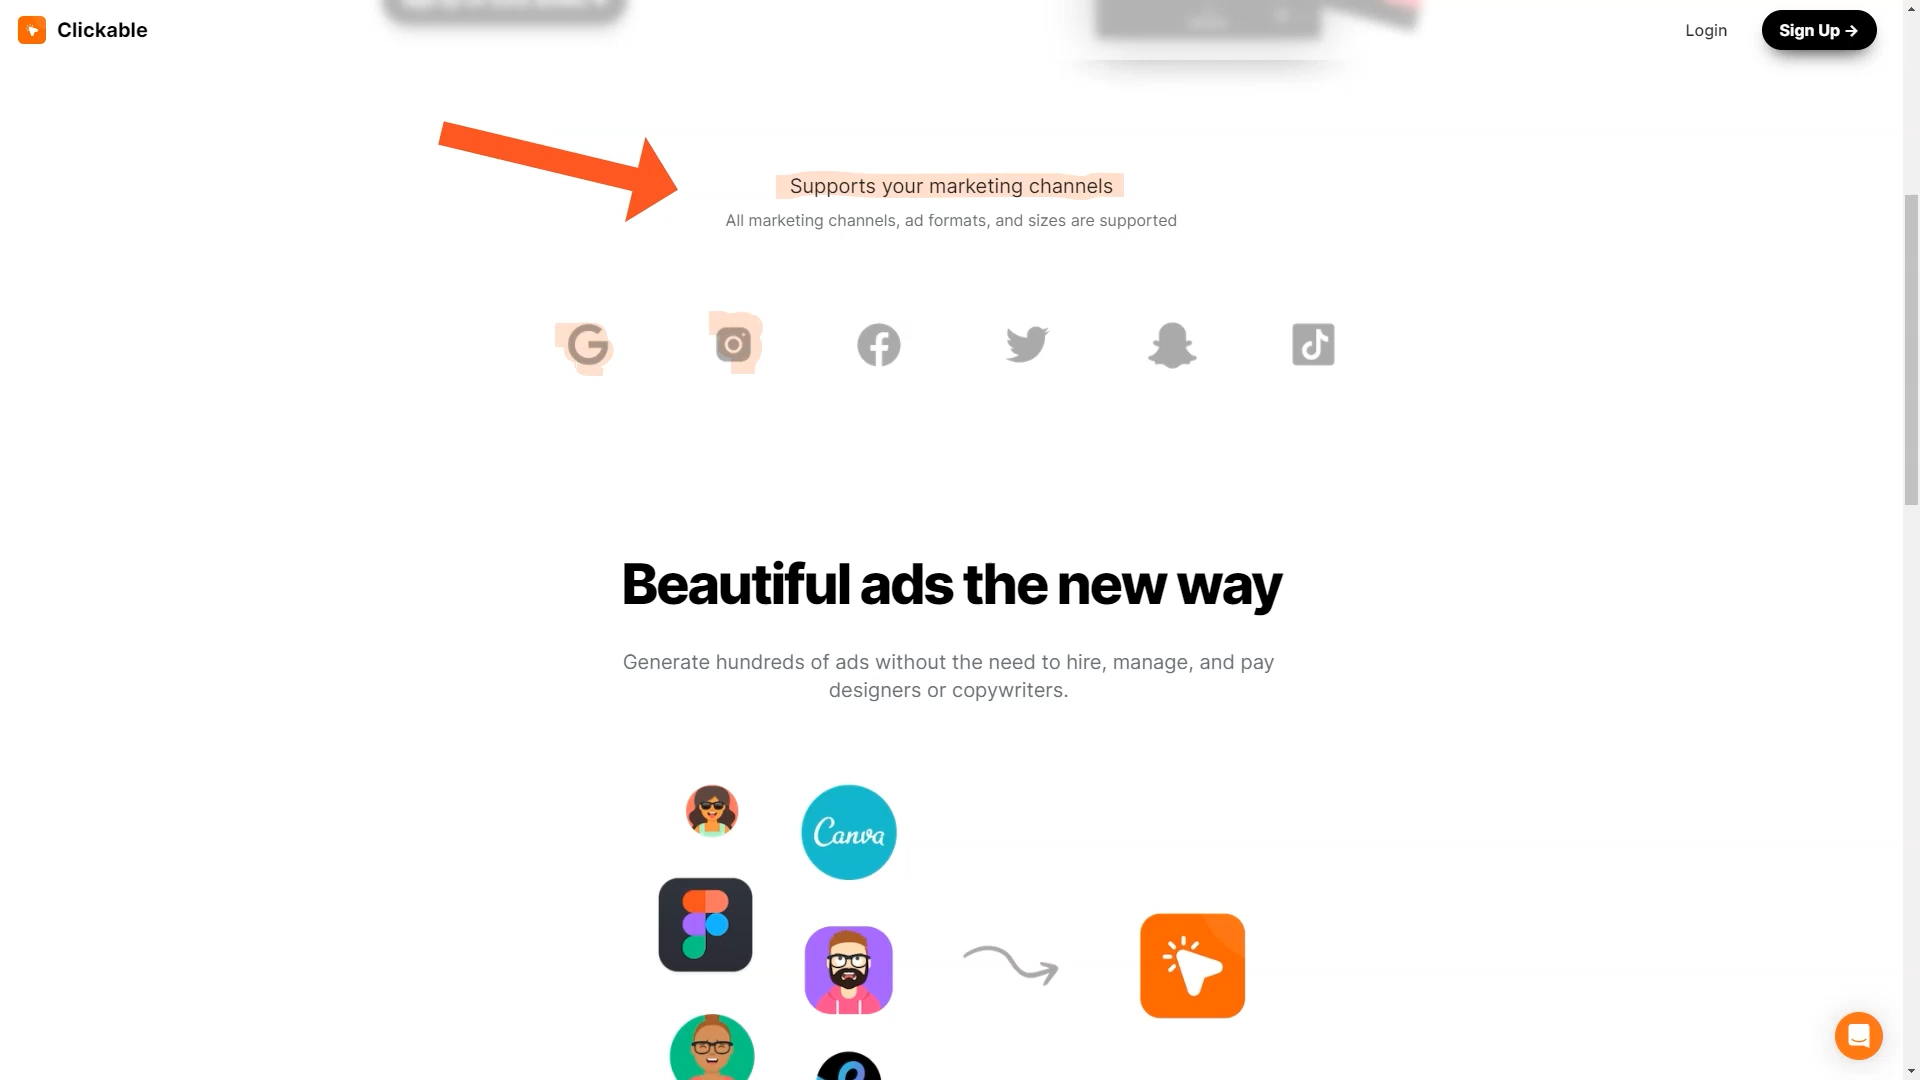 Clickable
Login
Sign Up →
Supports your marketing channels
All marketing channels, ad formats, and sizes are supported
Beautiful ads the new way
Generate hundreds of ads without the need to hire, manage, and pay
designers or copywriters.
Canva